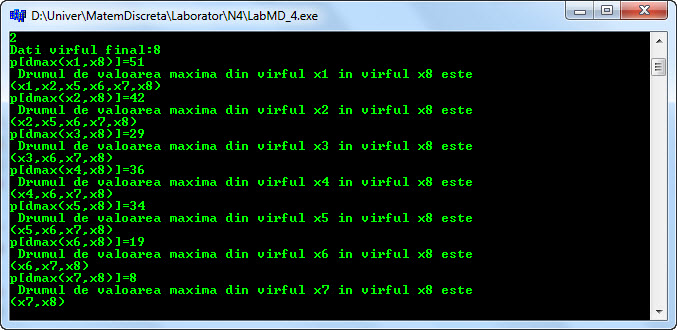 D:\Univer\MatemDiscreta\Laborator\N4\LabMD_4.exe
2
Dati virful final:8
p[dmax(x1,x8)]=51
Drumul de valoarea maxima din virful x1 in virful x8 este
(x1,x2,x5,x6,x7,x8)
p[dmax(x2,x8)]=42
Drumul de valoarea maxima din virful x2 in virful x8 este
(x2,x5,x6,x7,x8)
p[dmax(x3,x8)]=29
Drumul de valoarea maxima din virful x3 in virful x8 este
(x3,x6,x7,x8)
p[dmax(x4,x8)]=36
Drumul de valoarea maxima din virful x4 in virful x8 este
(x4,x6,x7,x8)
p[dmax(x5,x8)]=34
Drumul de valoarea maxima din virful x5 in virful x8 este
(x5,x6,x7,x8)
p[dmax(x6,x8)]=19
Drumul de valoarea maxima din virful x6 in virful x8 este
(x6,x7,x8)
p[dmax(x7,x8)]=8
Drumul de valoarea maxima din virful x7 in virful x8 este
(x7,x8)